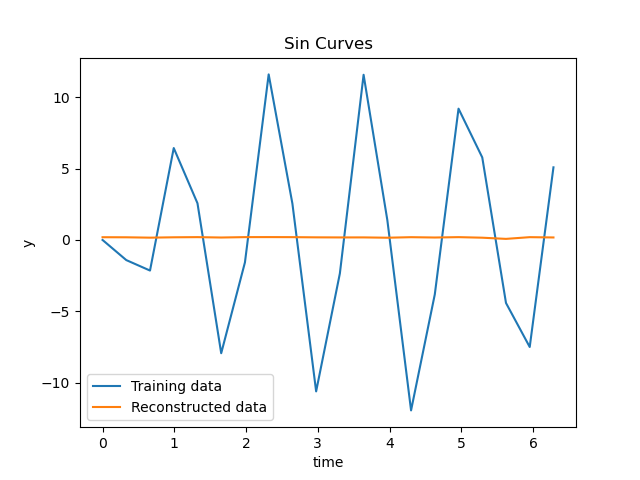 Sin Curves
y
10
5
0
−5
−10
Training data
Reconstructed data
0 1 2 3 4 5 6
time